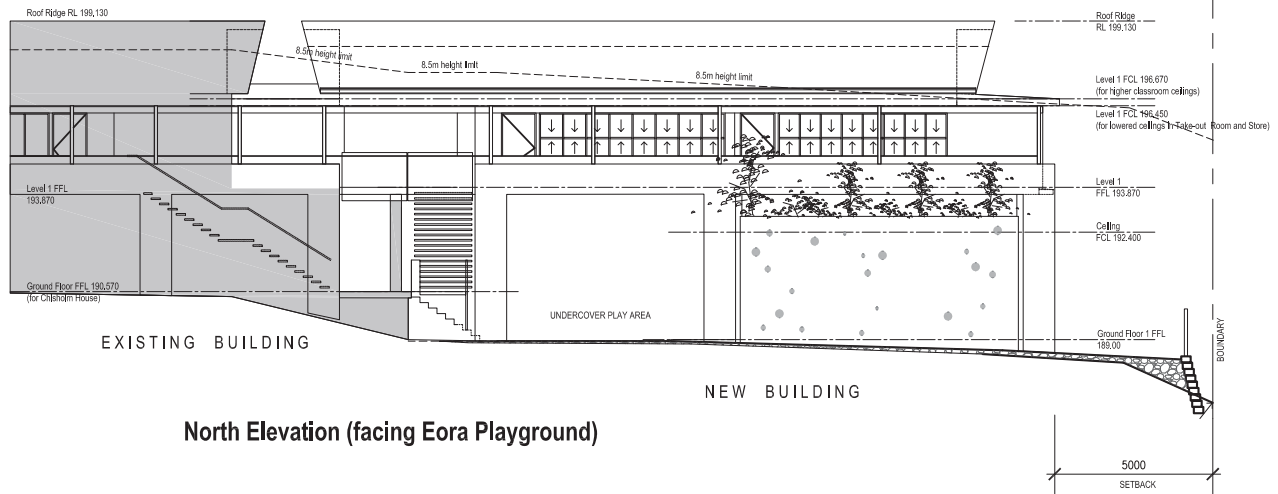 Roof Ridge RL 199,130
Roof Ridge
RL 199.130
8.5m height limit
8.5m height limit
8.5m height limit
Level 1 FCL 196,670
(for higher classroom ceilings)
Level 1 FCL 196,450
(for lowered ceilings in Take-out Room and Store)
Level 1 FFL
193,870
Level 1
FFL 193.870
Ceiling
FCL 192,400
Ground Floor FFL 190,570
(for Chisholm House)
UNDERCOVER PLAY AREA
Ground Floor 1 FFL
189,00
BOUNDARY
EXISTING BUILDING
NEW BUILDING
North Elevation (facing Eora Playground)
5000
SETBACK